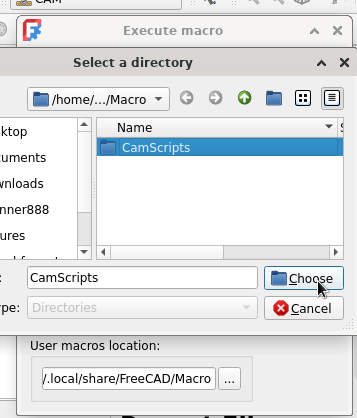 CAM
Execute macro
Select a directory
/home/.../Macro
Name
CamScripts
ktop
cuments
wnloads
nner888
ures
: CamScripts
Choose
ype: Directories
Cancel
User macros location:
/.local/share/FreeCAD/Macro
...